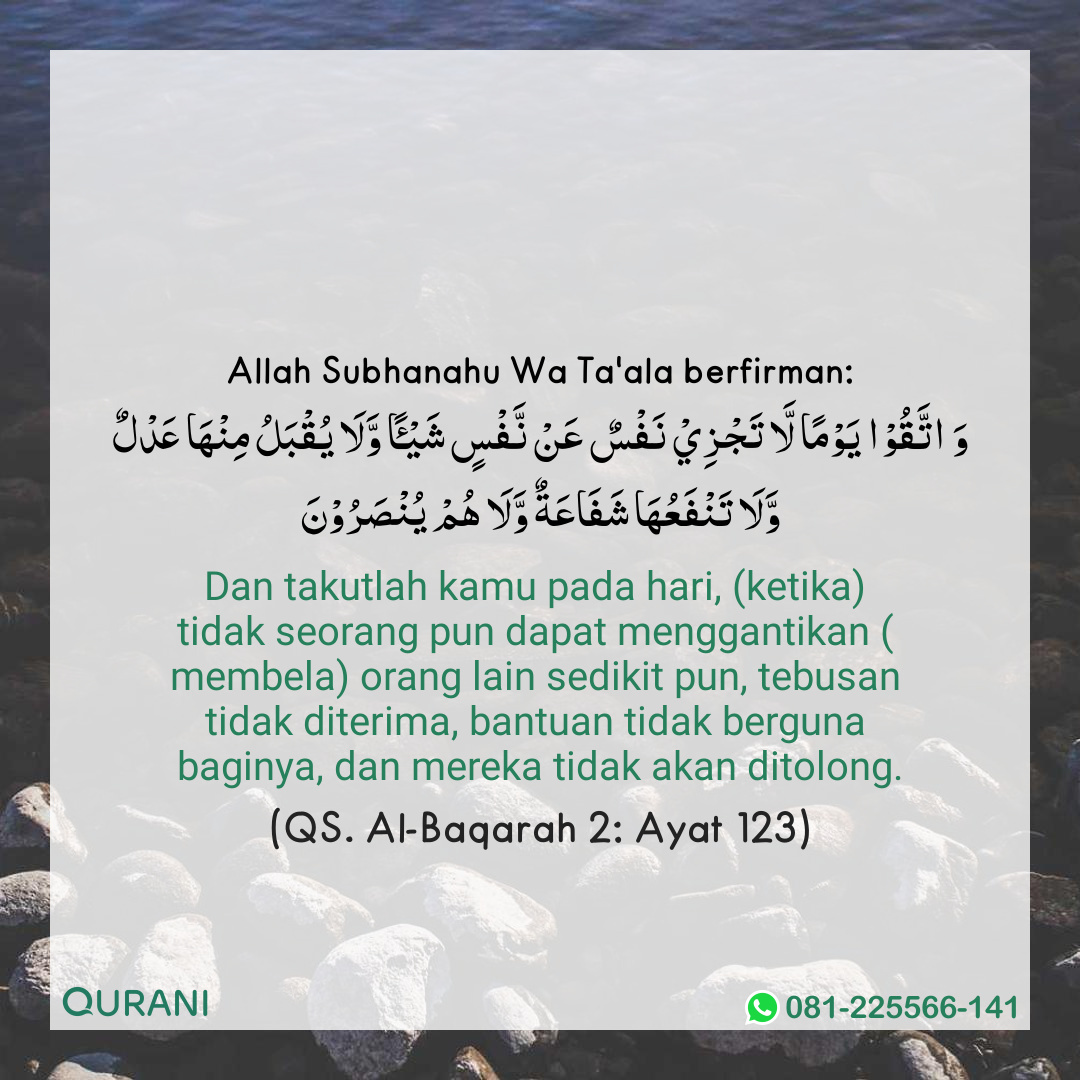 Allah Subhanahu Wa Ta'ala berfirman:
وَ اتَّقُوْا يَوْمًا لَّا تَجْزِيْ نَفْسٌ عَنْ نَّفْسٍ شَيْـًٔا وَّلَا يُقْبَلُ مِنْهَا عَدْلٌ
وَّلَا تَنْفَعُهَا شَفَاعَةٌ وَّلَا هُمْ يُنْصَرُوْنَ
Dan takutlah kamu pada hari, (ketika)
tidak seorang pun dapat menggantikan (
membela) orang lain sedikit pun, tebusan
tidak diterima, bantuan tidak berguna
baginya, dan mereka tidak akan ditolong.
(QS. Al-Baqarah 2: Ayat 123)
QURANI
081-225566-141